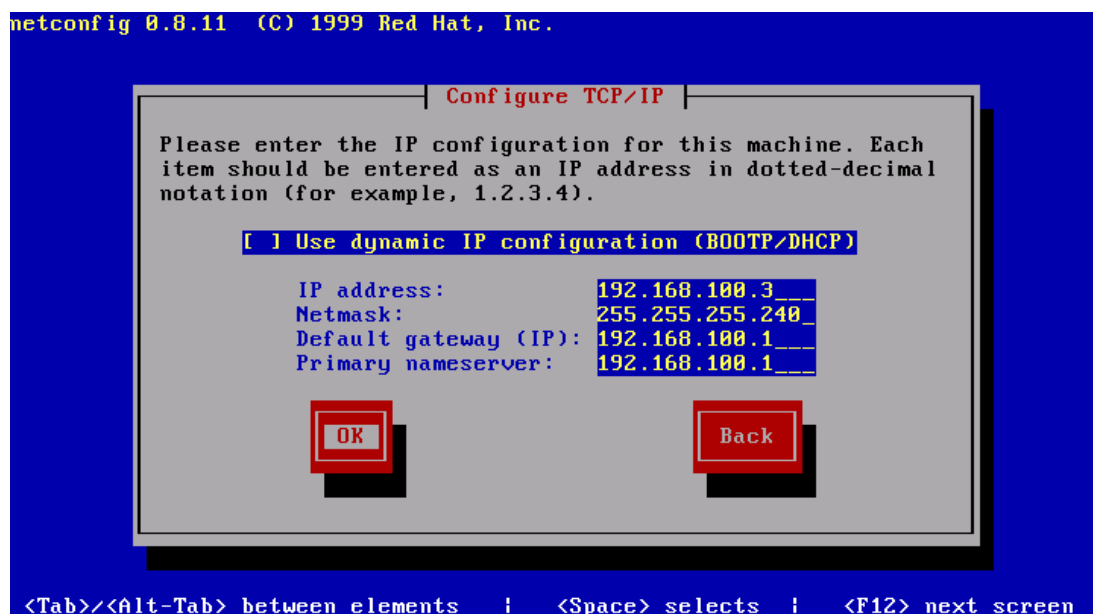 netconfig 0.8.11 (C) 1999 Red Hat, Inc.
Configure TCP/IP
Please enter the IP configuration for this machine. Each
item should be entered as an IP address in dotted-decimal
notation (for example, 1.2.3.4).
[ ] Use dynamic IP configuration (BOOTP/DHCP)
IP address: 192.168.100.3___
Netmask: 255.255.255.240_
Default gateway (IP): 192.168.100.1___
Primary nameserver: 192.168.100.1___
OK Back
<Tab>/<Alt-Tab> between elements | <Space> selects | <F12> next screen